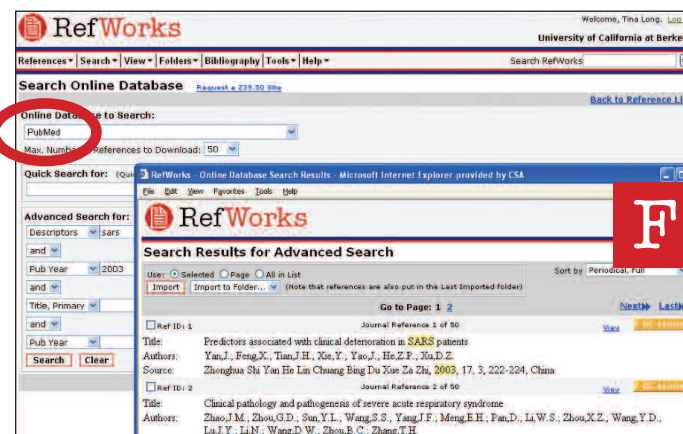 RefWorks
Welcome, Tina Long.
University of California at
References Search View Folders Bibliography Tools Help
Search RefWorks
Search Online Database
Request a Z39.50 Site
Back to Reference
Online to Search:
PubMed
References to Download: 50
Quick Search for:
RefWorks - Online Database Search Results - Microsoft Internet Explorer provided by CSA
File Edit View Favorites Tools Help
RefWorks
F
Advanced Search for:
Descriptors sars
and
Pub Year 2003
and
Title, Primary
and
Pub Year
Search Clear
Search Results for Advanced Search
Use: Selected Page All in List
Sort by Periodical, Full
Import Import to Folder... (Note that references are also put in the Last Imported folder)
Go to Page: 1 2
Next Last
Ref ID: 1 Journal Reference 1 of 50 View
Title: Predictors associated with clinical deterioration in SARS patients
Authors: Yan,J.; Feng,X.; Tian,J.H.; Xie,Y.; Yao,J.; He,Z.F.; Xu,D.Z.
Source: Zhonghua Shi Yan He Lin Chuang Bing Du Xue Za Zhi, 2003, 17, 3, 222-224, China
Ref ID: 2 Journal Reference 2 of 50 View
Title: Clinical pathology and pathogenesis of severe acute respiratory syndrome
Authors: Zhao,J.M.; Zhou,G.D.; Sun,Y.L.; Wang,S.S.; Yang,J.F.; Meng,E.H.; Pan,D.; Li,W.S.; Zhou,X.Z.; Wang,Y.D.;
Lu,J.Y.; Li,N.; Wang,D.W.; Zhou,B.C.; Zhang,T.H.